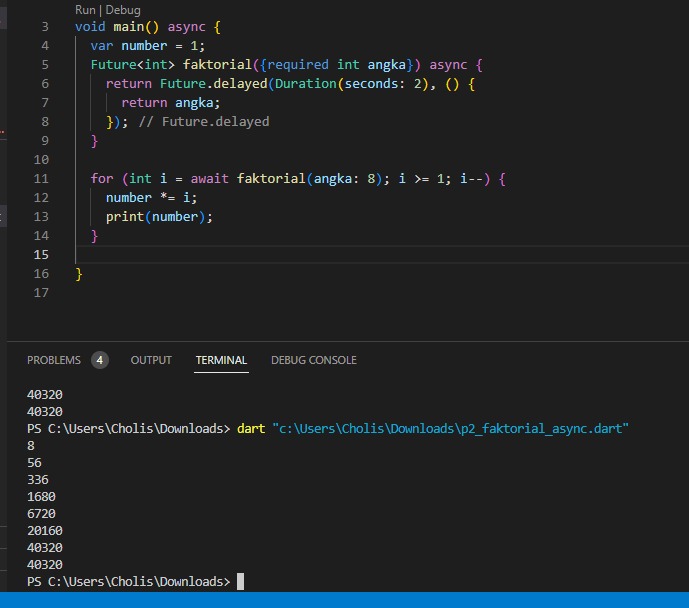 Run | Debug
3 void main() async {
4 var number = 1;
5 Future<int> faktorial({required int angka}) async {
6 return Future.delayed(Duration(seconds: 2), () {
7 return angka;
8 }); // Future.delayed
9 }
10
11 for (int i = await faktorial(angka: 8); i >= 1; i--) {
12 number *= i;
13 print(number);
14 }
15
16 }
17
PROBLEMS 4 OUTPUT TERMINAL DEBUG CONSOLE
40320
40320
PS C:\Users\Cholis\Downloads> dart "c:\Users\Cholis\Downloads\p2_faktorial_async.dart"
8
56
336
1680
6720
20160
40320
40320
PS C:\Users\Cholis\Downloads>